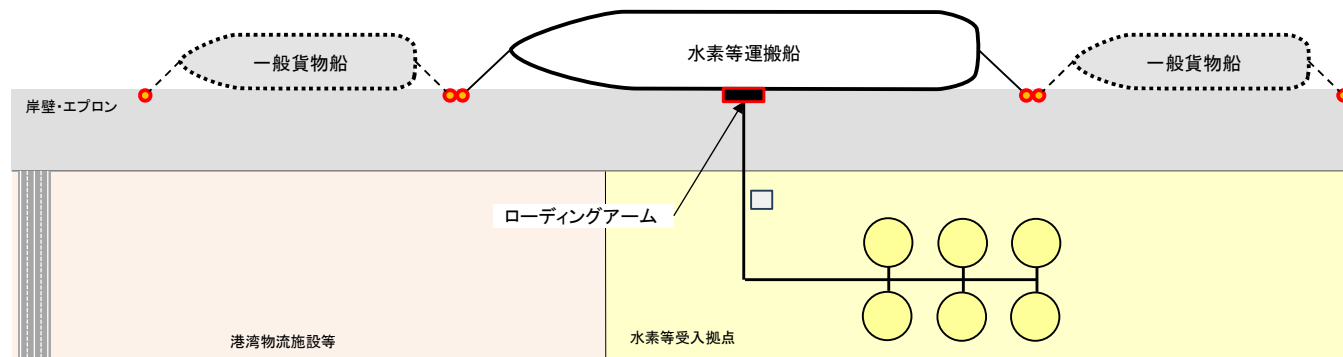 一般貨物船
水素等運搬船
一般貨物船
岸壁・エプロン
ローディングアーム
港湾物流施設等
水素等受入拠点